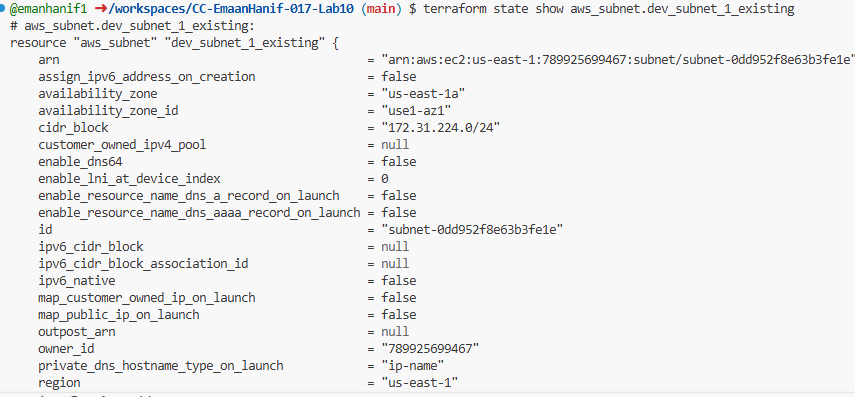 @emanhanif1 ➜/workspaces/CC-EmaanHanif-017-Lab10 (main) $ terraform state show aws_subnet.dev_subnet_1_existing
# aws_subnet.dev_subnet_1_existing:
resource "aws_subnet" "dev_subnet_1_existing" {
    arn                                            = "arn:aws:ec2:us-east-1:789925699467:subnet/subnet-0dd952f8e63b3fe1e"
    assign_ipv6_address_on_creation                = false
    availability_zone                              = "us-east-1a"
    availability_zone_id                           = "use1-az1"
    cidr_block                                     = "172.31.224.0/24"
    customer_owned_ipv4_pool                       = null
    enable_dns64                                   = false
    enable_lni_at_device_index                     = 0
    enable_resource_name_dns_a_record_on_launch    = false
    enable_resource_name_dns_aaaa_record_on_launch = false
    id                                             = "subnet-0dd952f8e63b3fe1e"
    ipv6_cidr_block                                = null
    ipv6_cidr_block_association_id                 = null
    ipv6_native                                    = false
    map_customer_owned_ip_on_launch                = false
    map_public_ip_on_launch                        = false
    outpost_arn                                    = null
    owner_id                                       = "789925699467"
    private_dns_hostname_type_on_launch            = "ip-name"
    region                                         = "us-east-1"